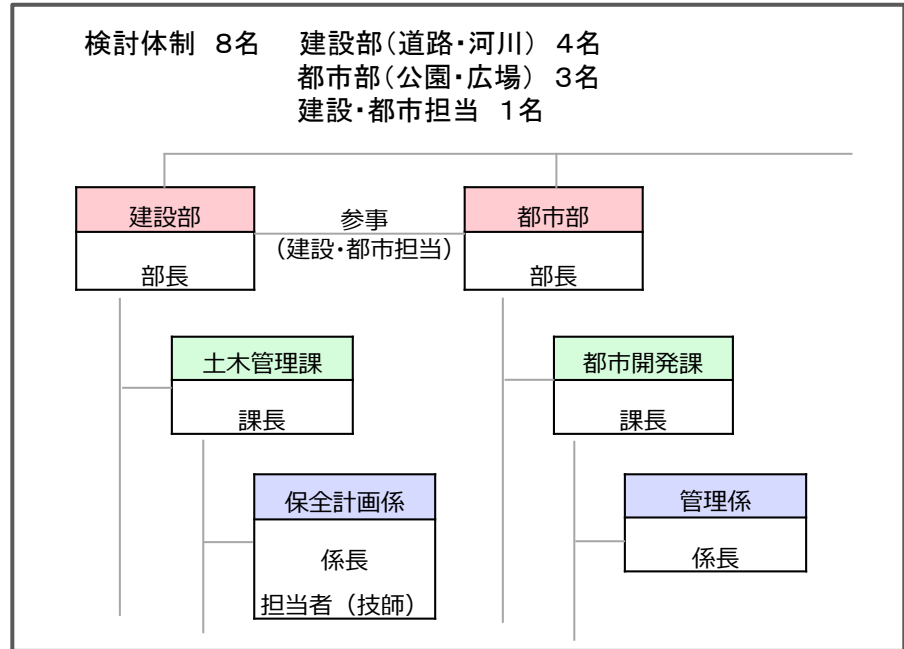 検討体制 8名 建設部(道路・河川) 4名
都市部(公園・広場) 3名
建設・都市担当 1名
建設部
部長
参事
(建設・都市担当)
都市部
部長
土木管理課
課長
都市開発課
課長
保全計画係
係長
担当者(技師)
管理係
係長